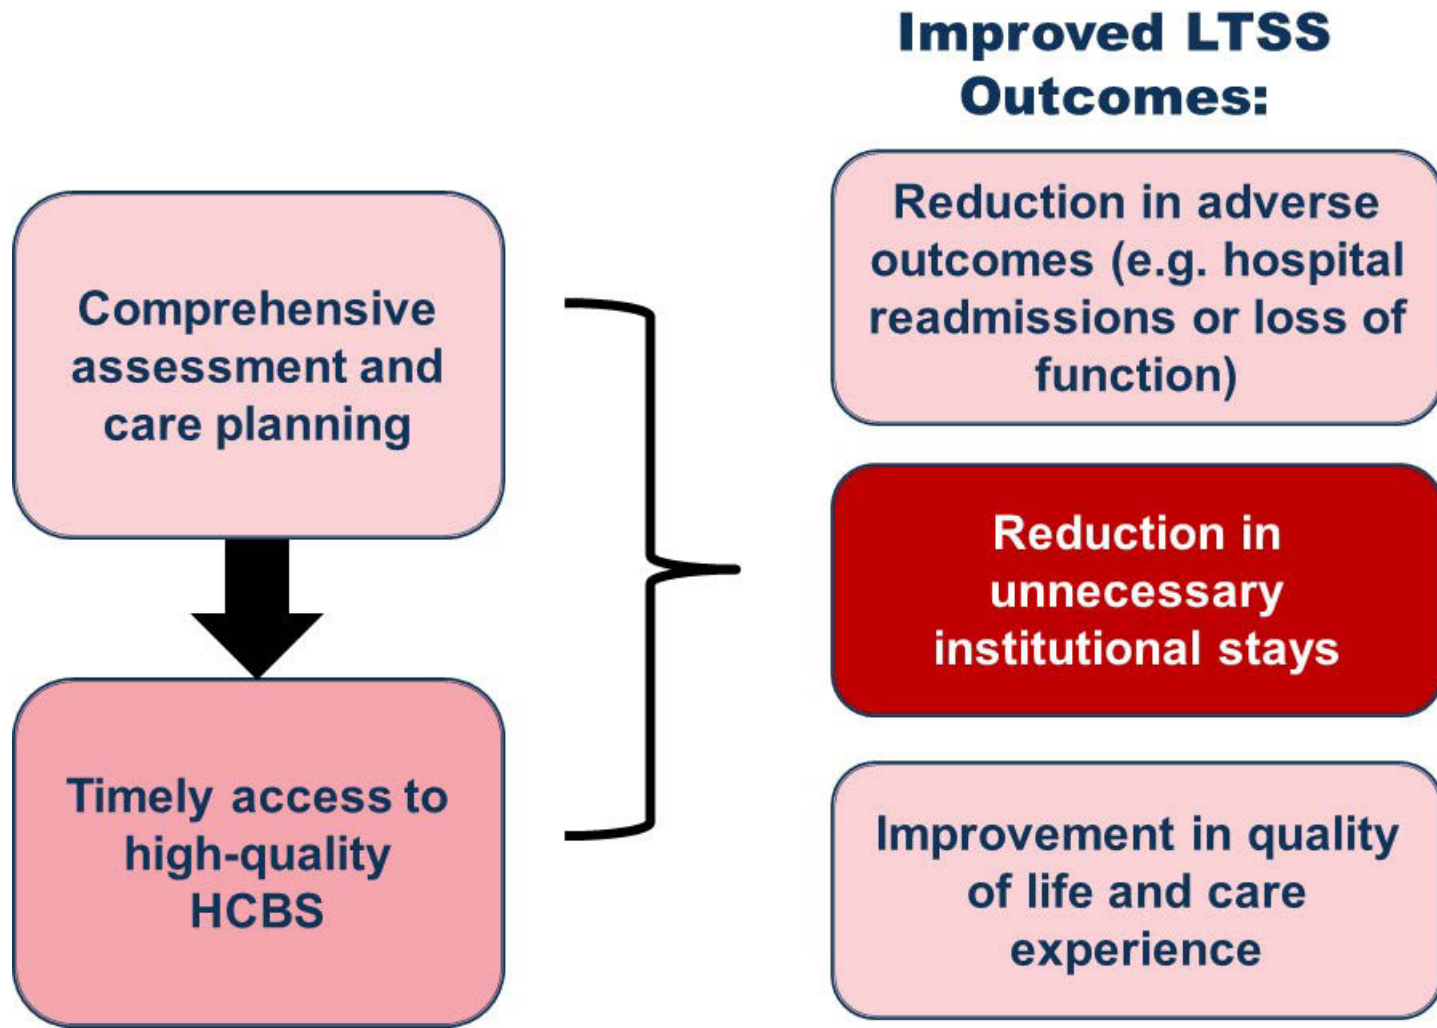 Improved LTSS
Outcomes:
Comprehensive
assessment and
care planning
Timely access to
high-quality
HCBS
Reduction in adverse
outcomes (e.g. hospital
readmissions or loss of
function)
Reduction in
unnecessary
institutional stays
Improvement in quality
of life and care
experience